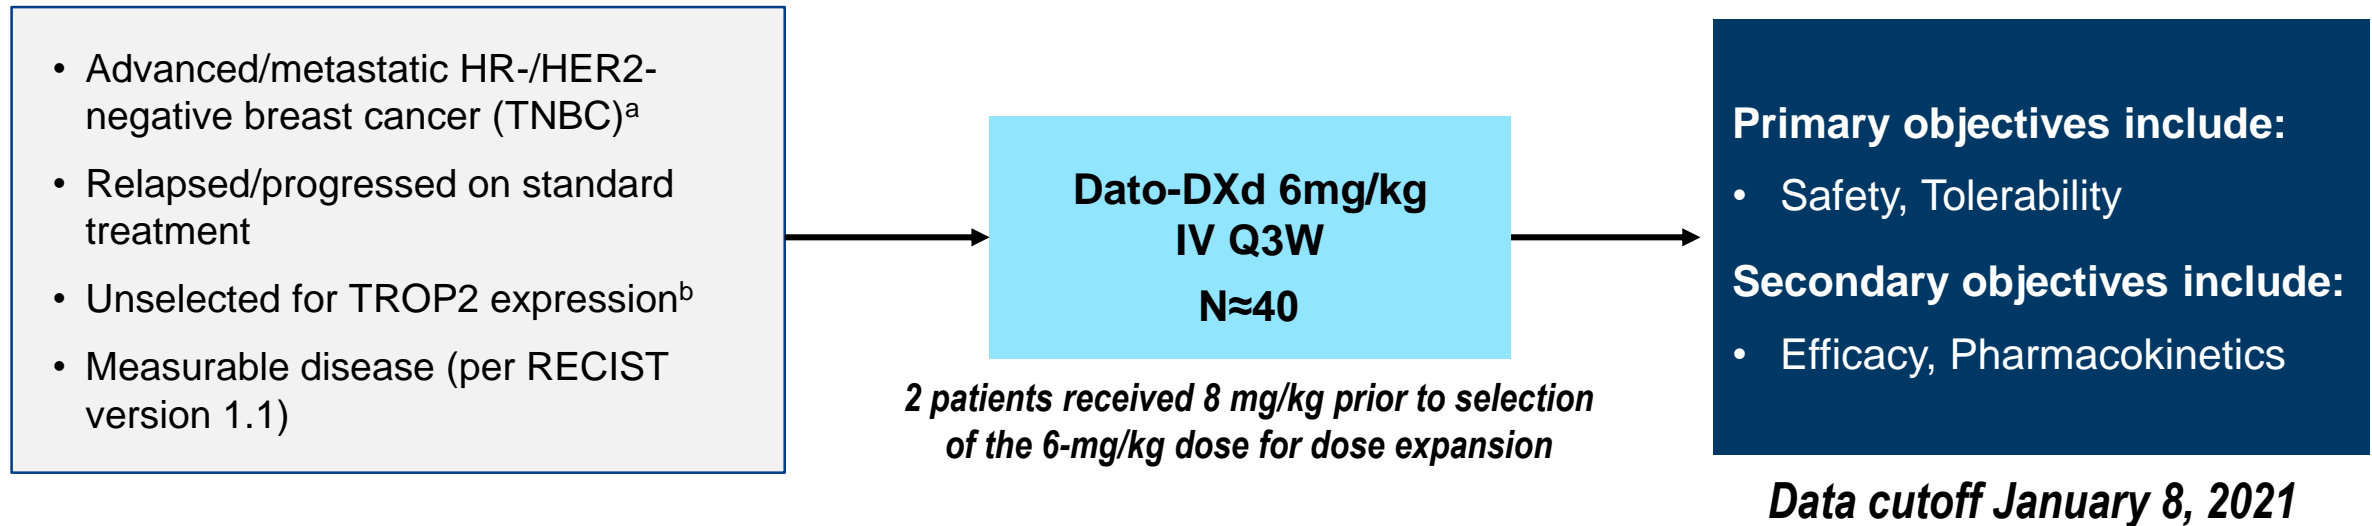 • Advanced/metastatic HR-/HER2-
negative breast cancer (TNBC)ᵃ
• Relapsed/progressed on standard
treatment
• Unselected for TROP2 expressionᵇ
• Measurable disease (per RECIST
version 1.1)
Dato-DXd 6mg/kg
IV Q3W
N≈40
2 patients received 8 mg/kg prior to selection
of the 6-mg/kg dose for dose expansion
Primary objectives include:
• Safety, Tolerability
Secondary objectives include:
• Efficacy, Pharmacokinetics
Data cutoff January 8, 2021